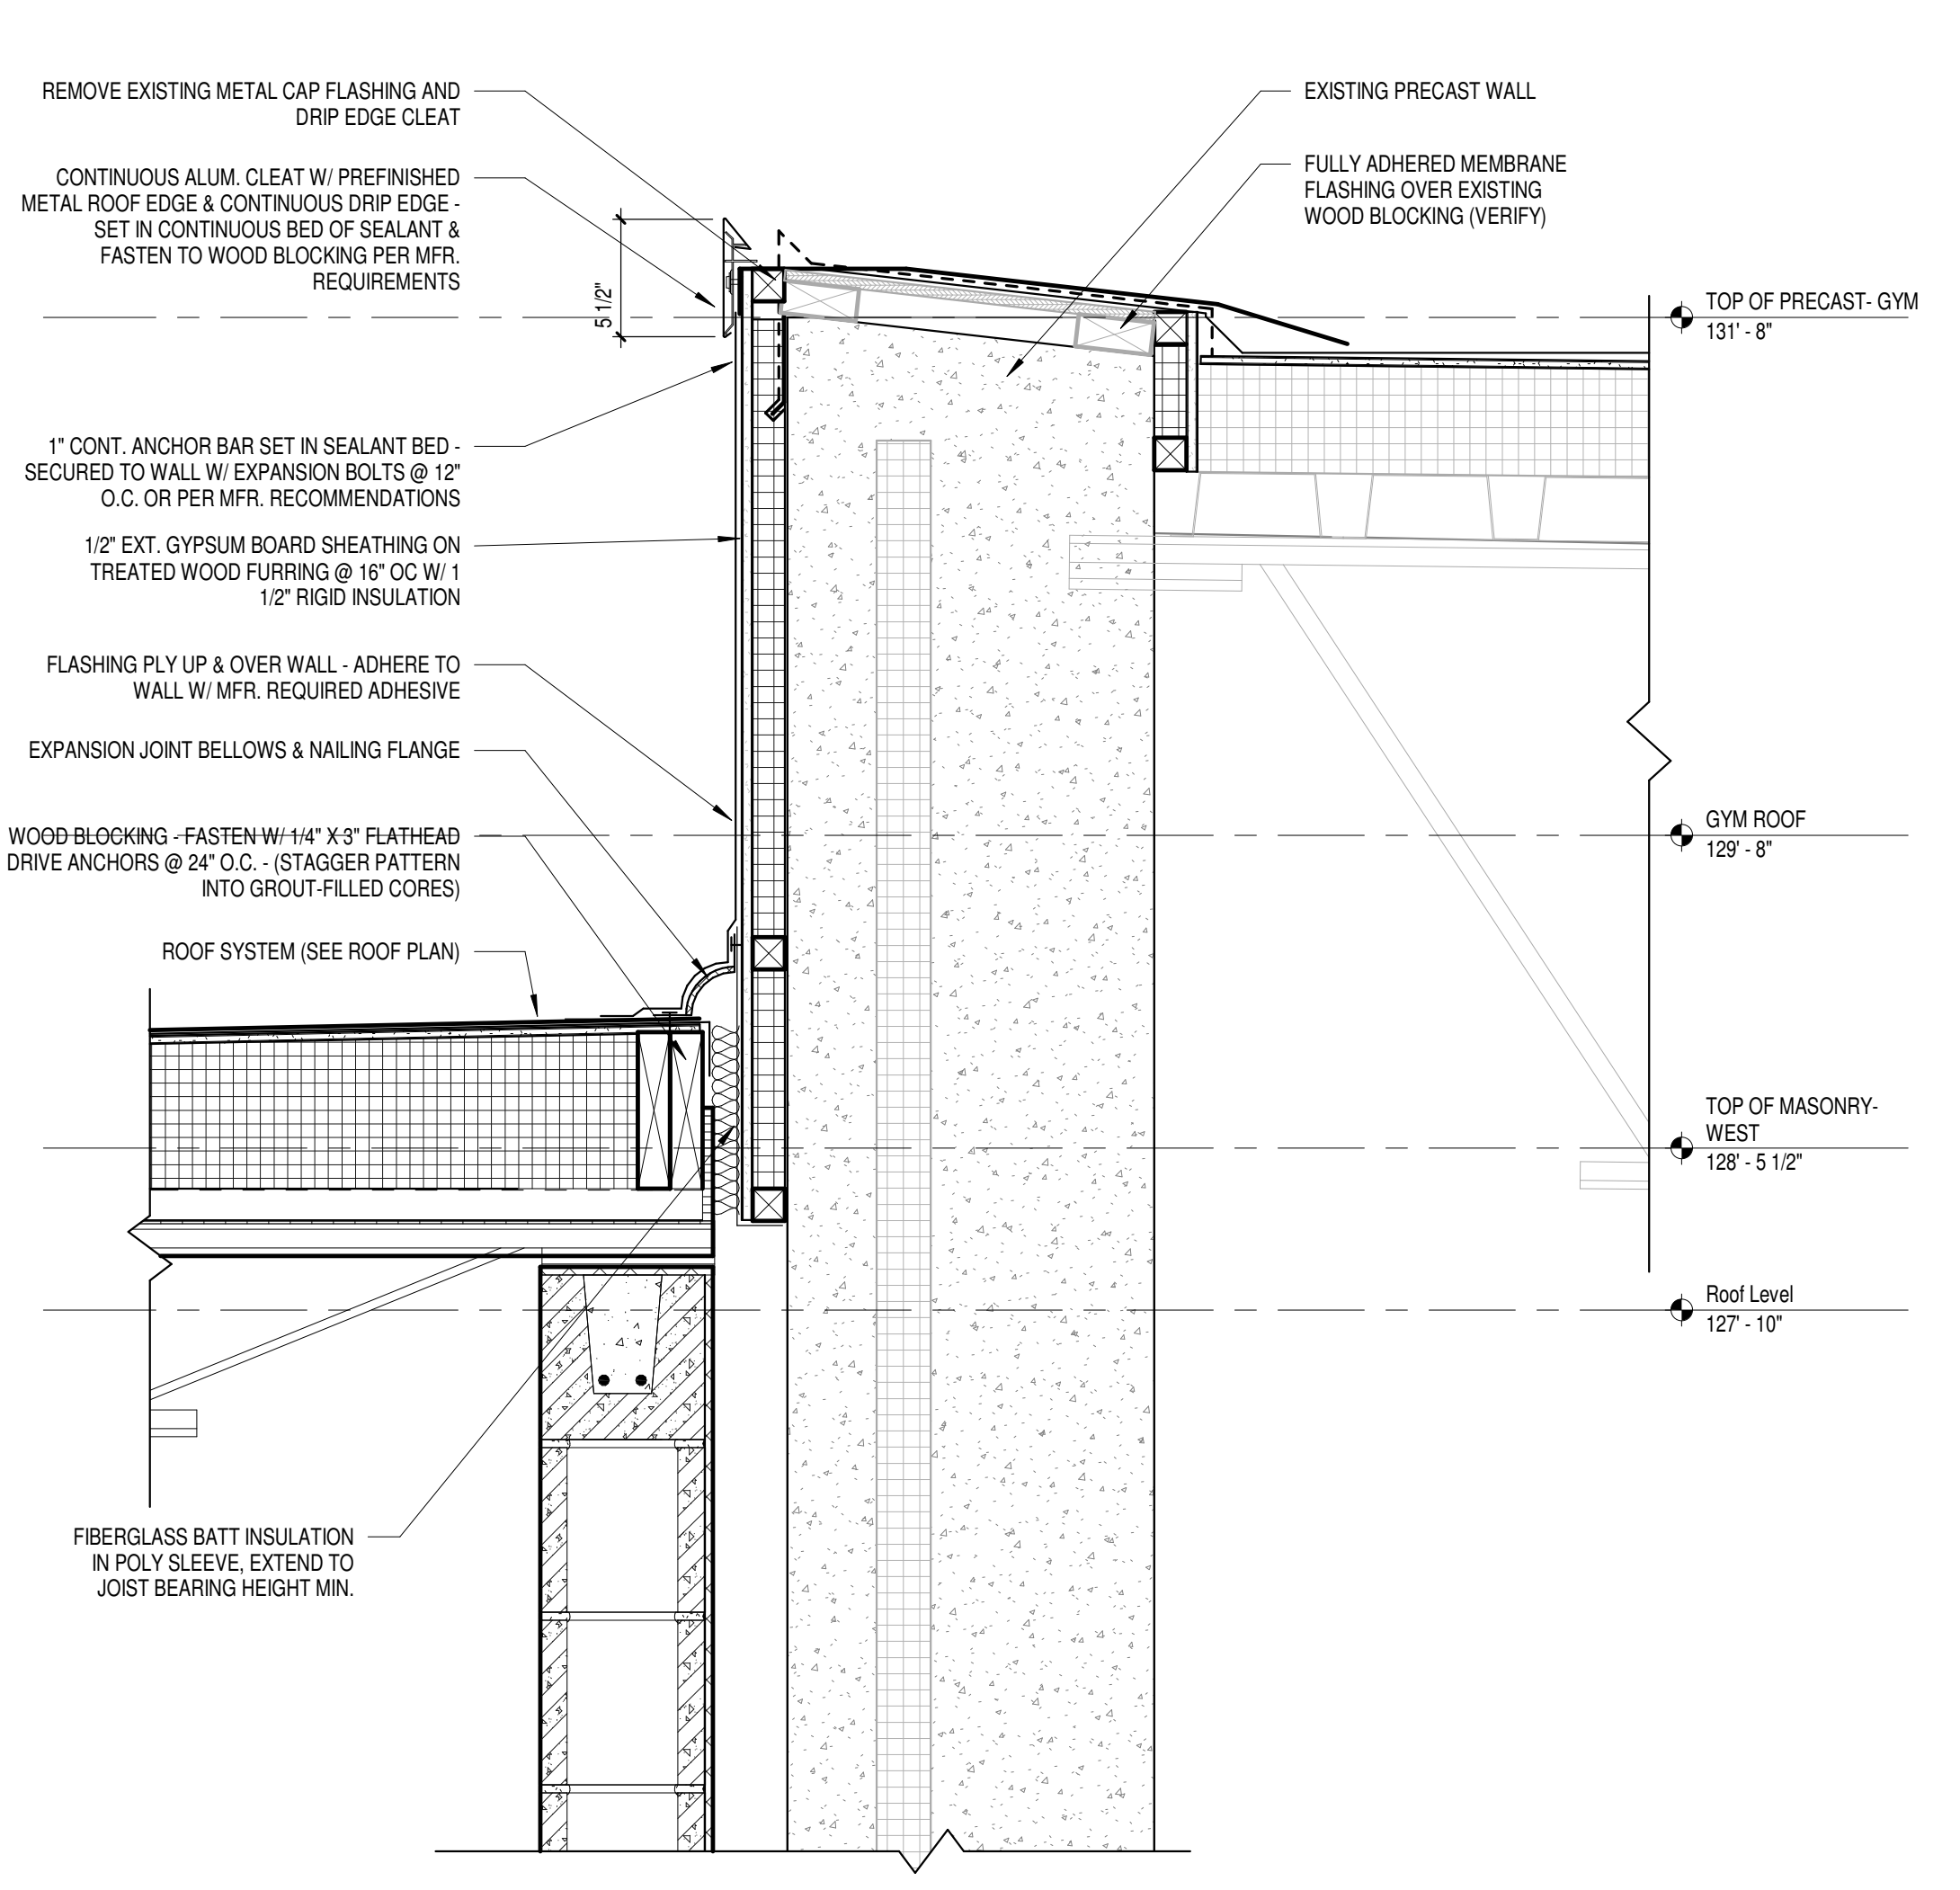 REMOVE EXISTING METAL CAP FLASHING AND
DRIP EDGE CLEAT
CONTINUOUS ALUM. CLEAT W/ PREFINISHED
METAL ROOF EDGE & CONTINUOUS DRIP EDGE -
SET IN CONTINUOUS BED OF SEALANT &
FASTEN TO WOOD BLOCKING PER MFR.
REQUIREMENTS
5 1/2"
1" CONT. ANCHOR BAR SET IN SEALANT BED -
SECURED TO WALL W/ EXPANSION BOLTS @ 12"
O.C. OR PER MFR. RECOMMENDATIONS
1/2" EXT. GYPSUM BOARD SHEATHING ON
TREATED WOOD FURRING @ 16" OC W/ 1
1/2" RIGID INSULATION
FLASHING PLY UP & OVER WALL - ADHERE TO
WALL W/ MFR. REQUIRED ADHESIVE
EXPANSION JOINT BELLOWS & NAILING FLANGE
WOOD BLOCKING - FASTEN W/ 1/4" X 3" FLATHEAD
DRIVE ANCHORS @ 24" O.C. - (STAGGER PATTERN
INTO GROUT-FILLED CORES)
ROOF SYSTEM (SEE ROOF PLAN)
FIBERGLASS BATT INSULATION
IN POLY SLEEVE, EXTEND TO
JOIST BEARING HEIGHT MIN.
EXISTING PRECAST WALL
FULLY ADHERED MEMBRANE
FLASHING OVER EXISTING
WOOD BLOCKING (VERIFY)
TOP OF PRECAST- GYM
131' - 8"
GYM ROOF
129' - 8"
TOP OF MASONRY-
WEST
128' - 5 1/2"
Roof Level
127' - 10"